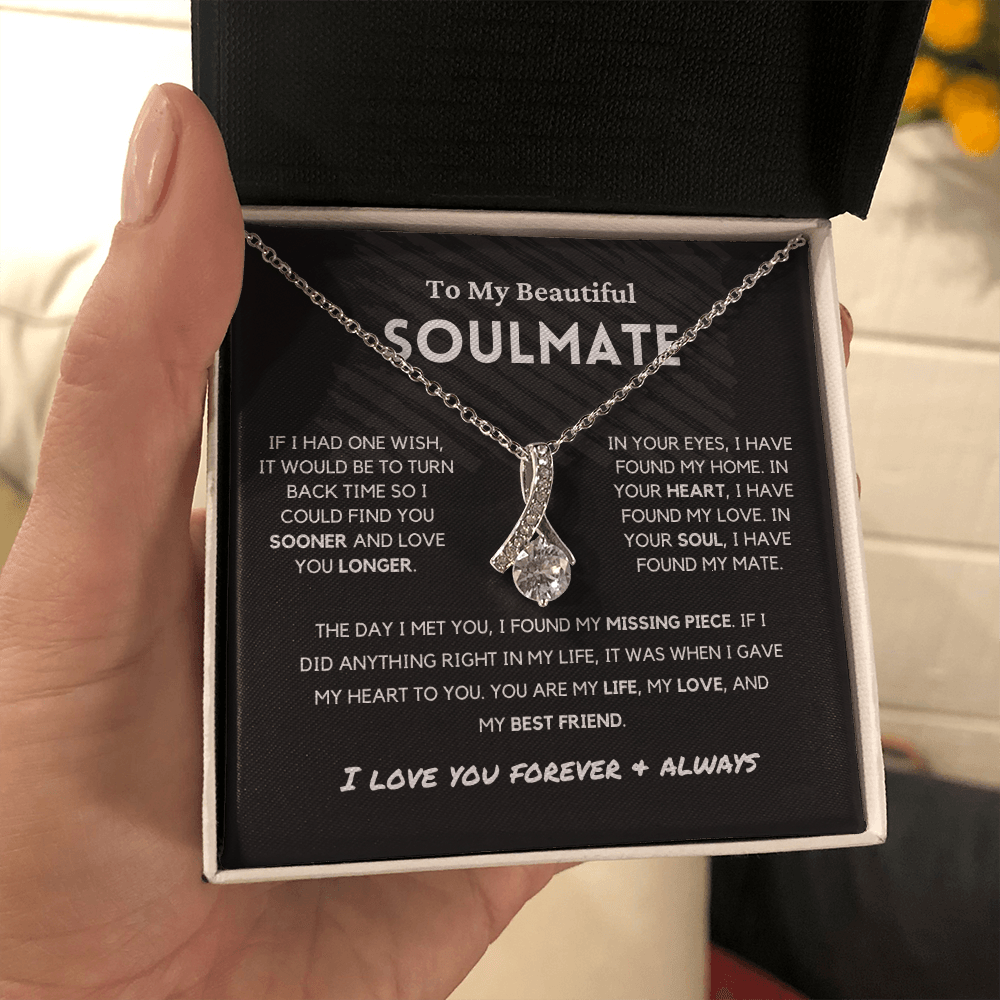 To My Beautiful
SOULMATE
IF I HAD ONE WISH,
IT WOULD BE TO TURN
BACK TIME SO I
COULD FIND YOU
SOONER AND LOVE
YOU LONGER.
IN YOUR EYES, I HAVE
FOUND MY HOME. IN
YOUR HEART, I HAVE
FOUND MY LOVE. IN
YOUR SOUL, I HAVE
FOUND MY MATE.
THE DAY I MET YOU, I FOUND MY MISSING PIECE. IF I
DID ANYTHING RIGHT IN MY LIFE, IT WAS WHEN I GAVE
MY HEART TO YOU. YOU ARE MY LIFE, MY LOVE, AND
MY BEST FRIEND.
I LOVE YOU FOREVER + ALWAYS